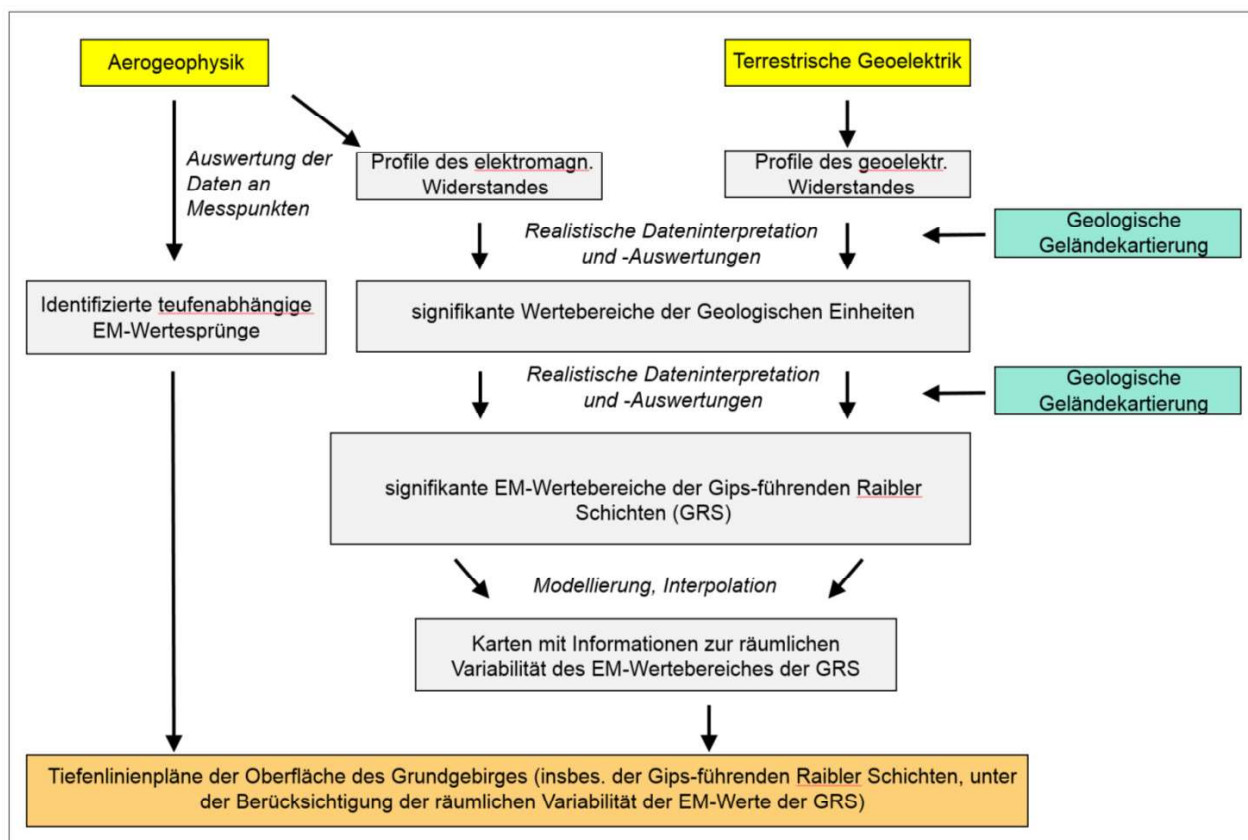 Aerogeophysik
Terrestrische Geoelektrik
Auswertung der
Daten an
Messpunkten
Profile des elektromagn.
Widerstandes
Profile des geoelektr.
Widerstandes
Realistische Dateninterpretation
und -Auswertungen
Geologische
Geländekartierung
Identifizierte teufenabhängige
EM-Wertesprünge
signifikante Wertebereiche der Geologischen Einheiten
Realistische Dateninterpretation
und -Auswertungen
Geologische
Geländekartierung
signifikante EM-Wertebereiche der Gips-führenden Raibler
Schichten (GRS)
Modellierung, Interpolation
Karten mit Informationen zur räumlichen
Variabilität des EM-Wertebereiches der GRS
Tiefenlinienpläne der Oberfläche des Grundgebirges (insbes. der Gips-führenden Raibler Schichten, unter
der Berücksichtigung der räumlichen Variabilität der EM-Werte der GRS)